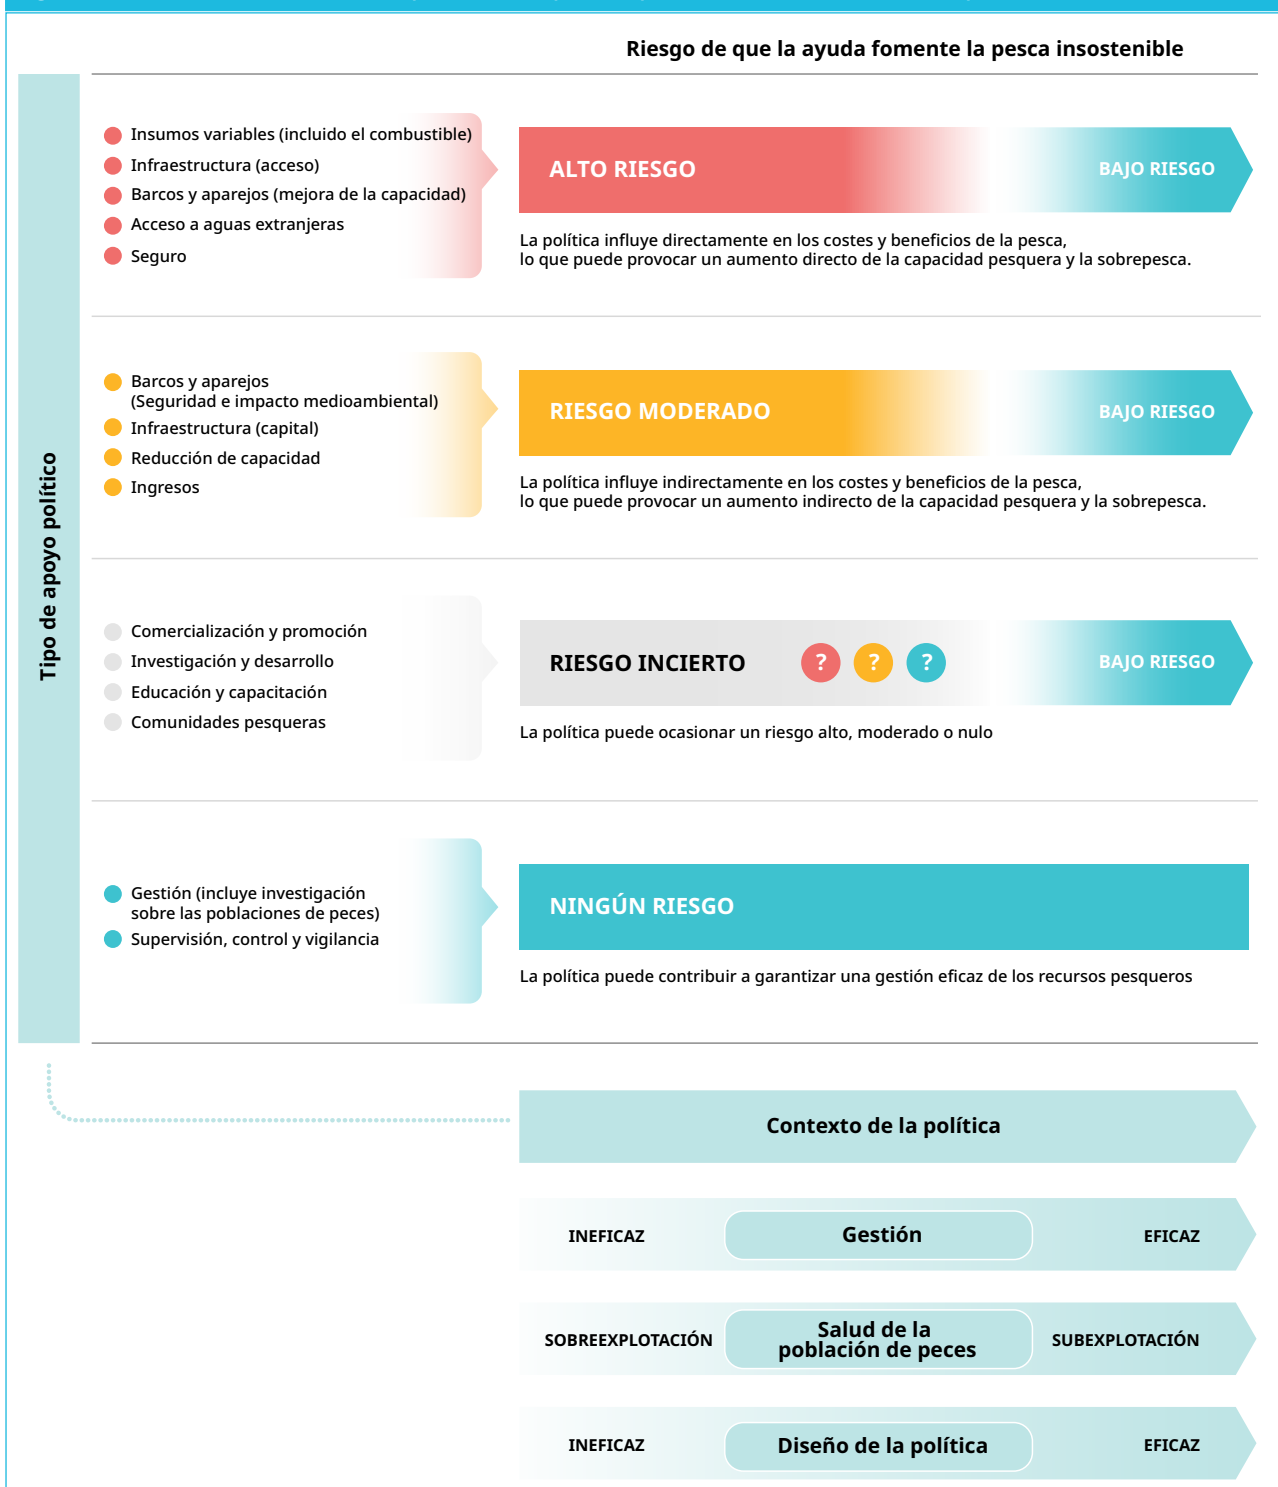 Riesgo de que la ayuda fomente la pesca insostenible
Tipo de apoyo político
Insumos variables (incluido el combustible)
Infraestructura (acceso)
Barcos y aparejos (mejora de la capacidad)
Acceso a aguas extranjeras
Seguro
ALTO RIESGO
BAJO RIESGO
La política influye directamente en los costes y beneficios de la pesca,
lo que puede provocar un aumento directo de la capacidad pesquera y la sobrepesca.
Barcos y aparejos
(Seguridad e impacto medioambiental)
Infraestructura (capital)
Reducción de capacidad
Ingresos
RIESGO MODERADO
BAJO RIESGO
La política influye indirectamente en los costes y beneficios de la pesca,
lo que puede provocar un aumento indirecto de la capacidad pesquera y la sobrepesca.
Comercialización y promoción
Investigación y desarrollo
Educación y capacitación
Comunidades pesqueras
RIESGO INCIERTO ? ? ?
BAJO RIESGO
La política puede ocasionar un riesgo alto, moderado o nulo
Gestión (incluye investigación
sobre las poblaciones de peces)
Supervisión, control y vigilancia
NINGÚN RIESGO
La política puede contribuir a garantizar una gestión eficaz de los recursos pesqueros
Contexto de la política
INEFICAZ
Gestión
EFICAZ
SOBREEXPLOTACIÓN
Salud de la
población de peces
SUBEXPLOTACIÓN
INEFICAZ
Diseño de la política
EFICAZ